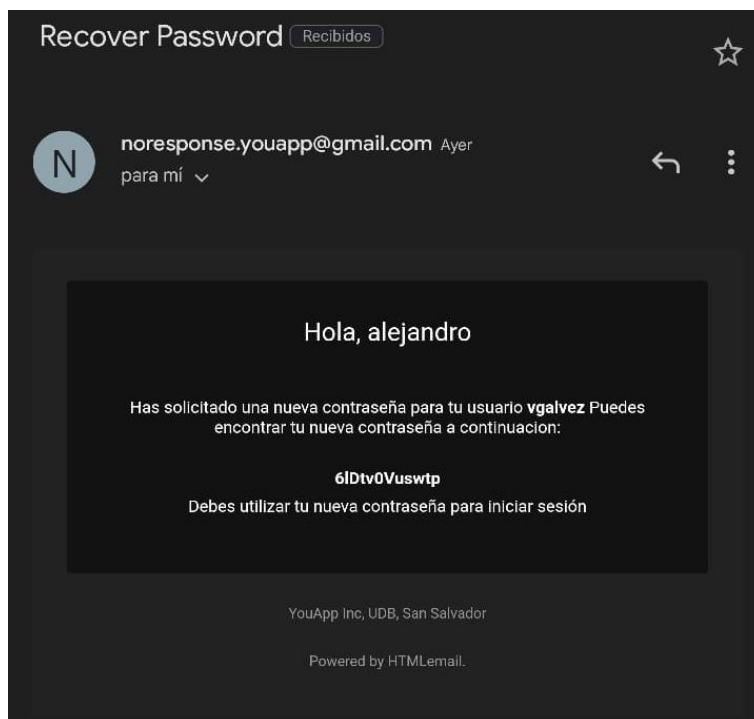 Recover Password Recibidos
N
noresponse.youapp@gmail.com Ayer
para mí
Hola, alejandro
Has solicitado una nueva contraseña para tu usuario vgalvez Puedes
encontrar tu nueva contraseña a continuacion:
6lDtv0Vuswtp
Debes utilizar tu nueva contraseña para iniciar sesión
YouApp Inc, UDB, San Salvador
Powered by HTMLemail.